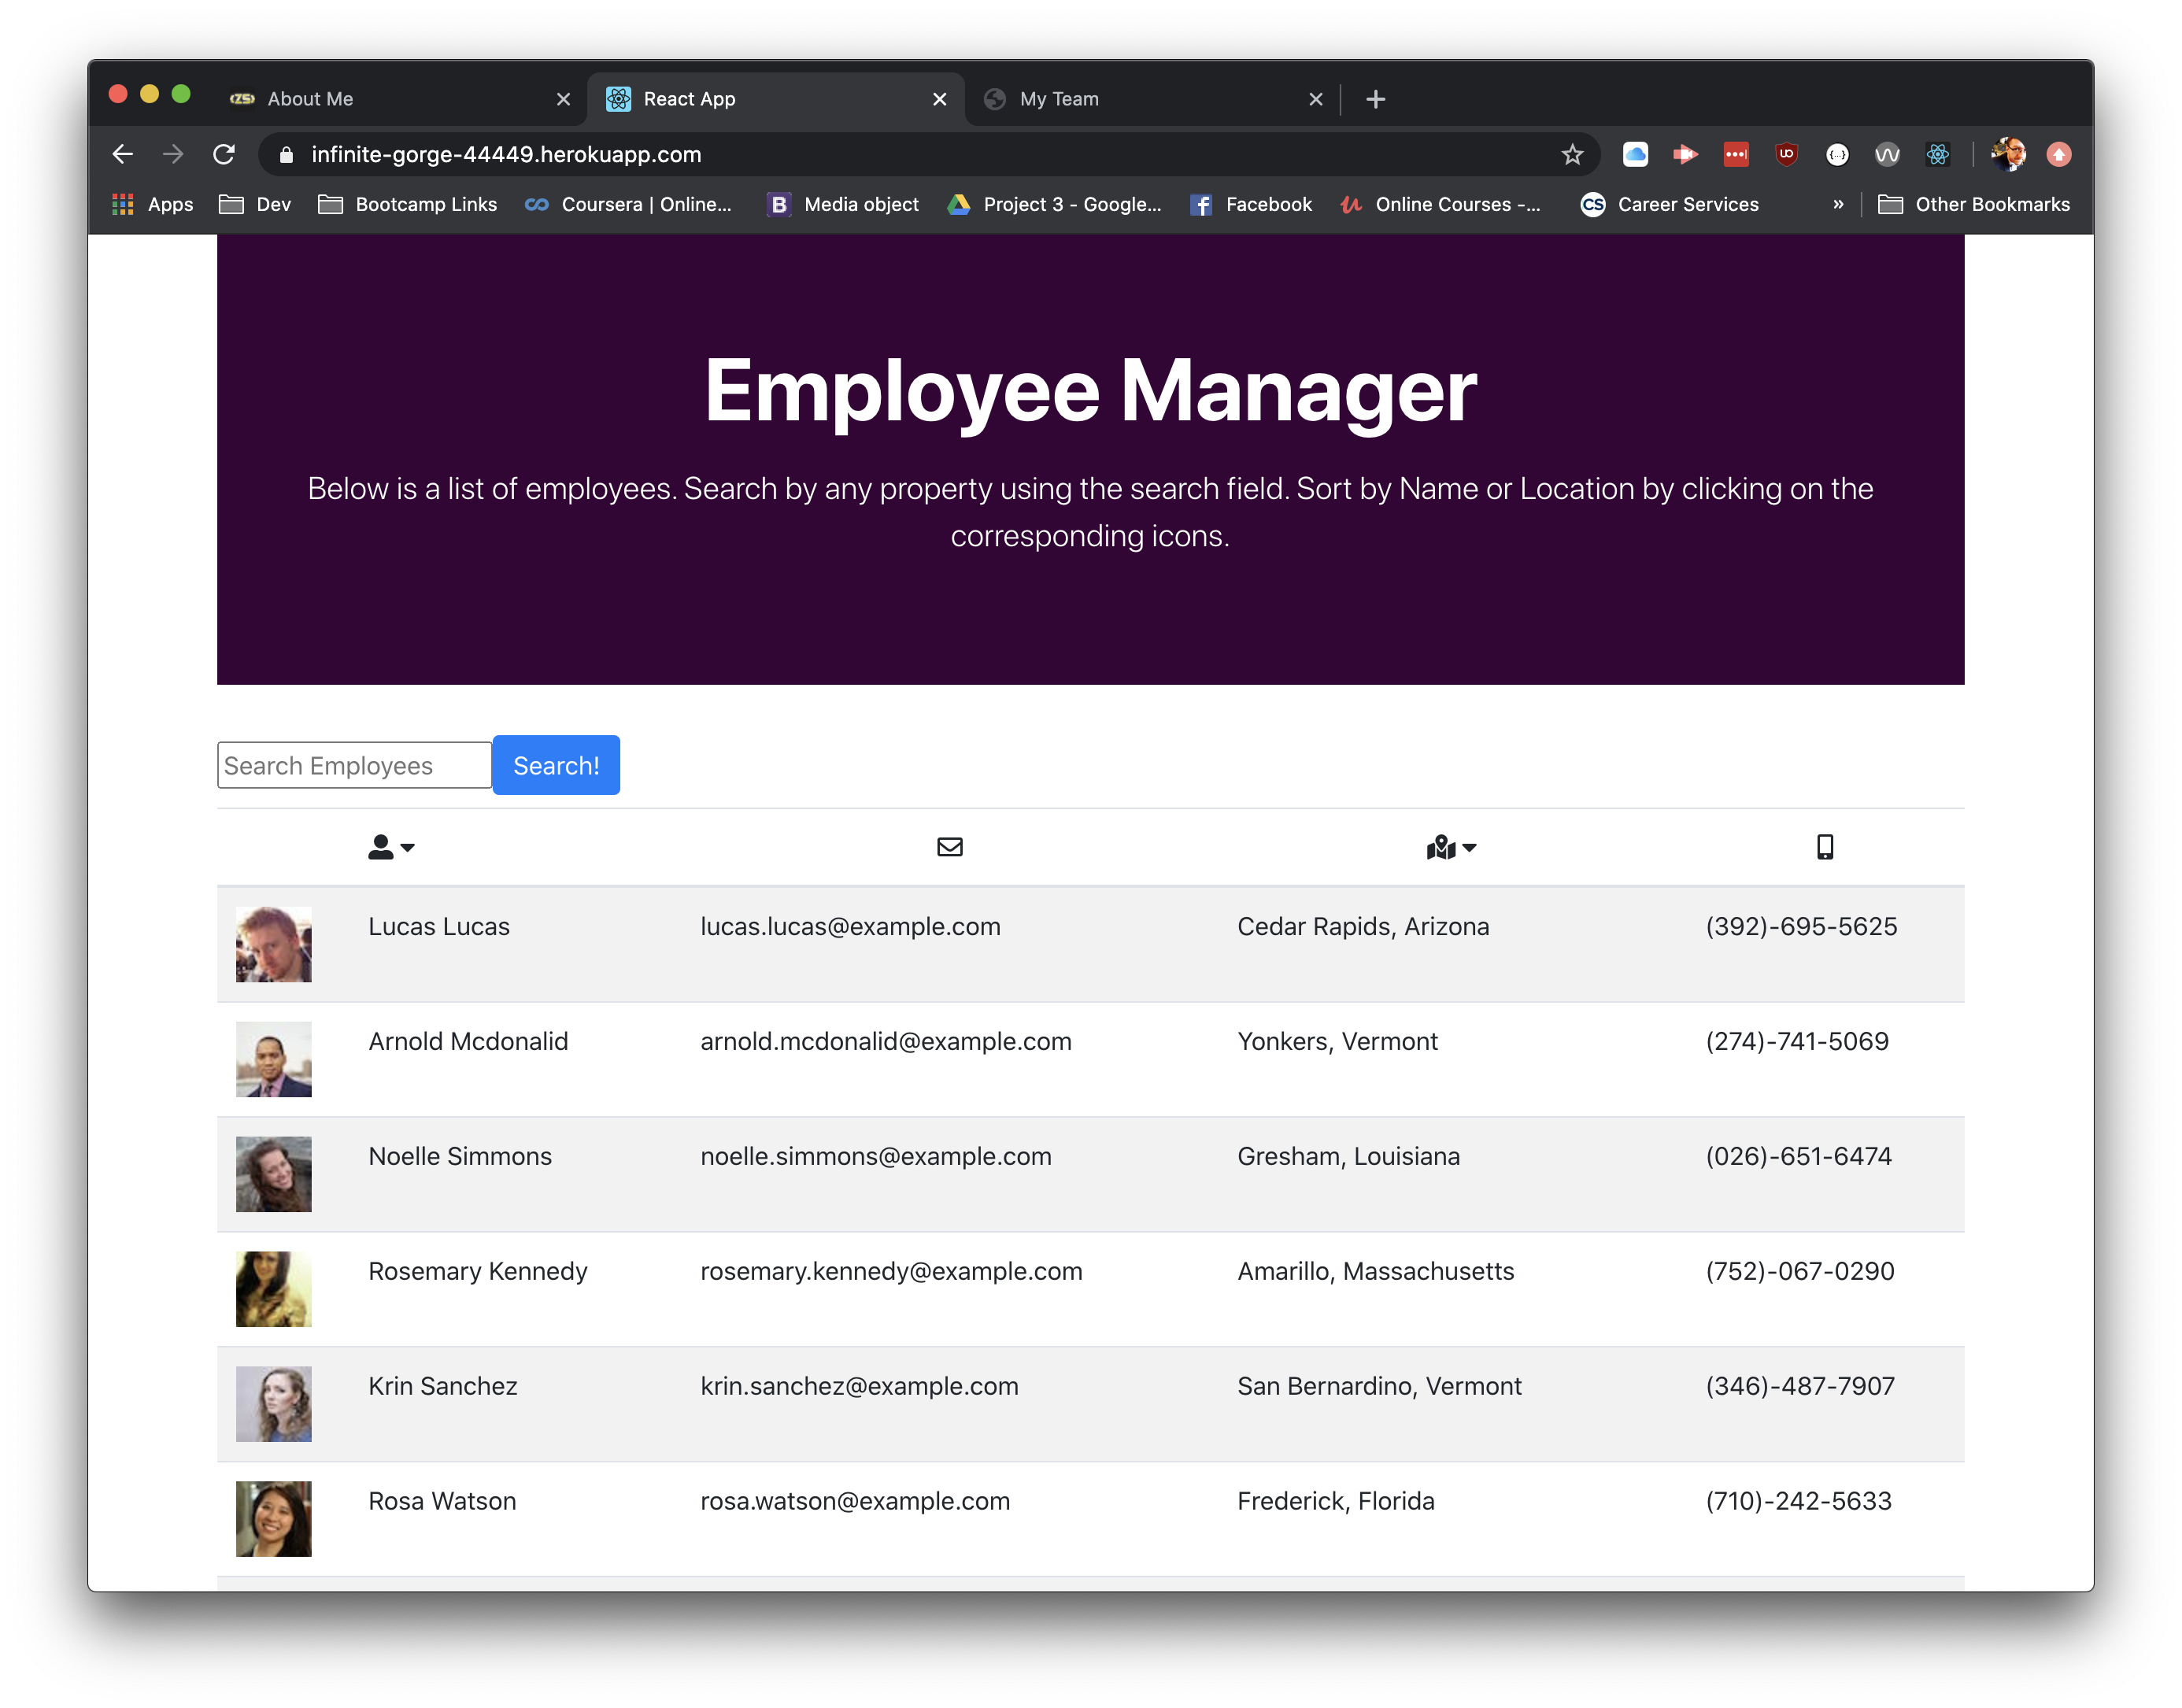 About Me
React App
My Team
infinite-gorge-44449.herokuapp.com
Apps
Dev
Bootcamp Links
Coursera | Online...
B
Media object
Project 3 - Google...
Facebook
Online Courses -...
CS
Career Services
»
Other Bookmarks
Employee Manager
Below is a list of employees. Search by any property using the search field. Sort by Name or Location by clicking on the
corresponding icons.
Search Employees Search!
Lucas Lucas lucas.lucas@example.com Cedar Rapids, Arizona (392)-695-5625
Arnold Mcdonalid arnold.mcdonalid@example.com Yonkers, Vermont (274)-741-5069
Noelle Simmons noelle.simmons@example.com Gresham, Louisiana (026)-651-6474
Rosemary Kennedy rosemary.kennedy@example.com Amarillo, Massachusetts (752)-067-0290
Krin Sanchez krin.sanchez@example.com San Bernardino, Vermont (346)-487-7907
Rosa Watson rosa.watson@example.com Frederick, Florida (710)-242-5633